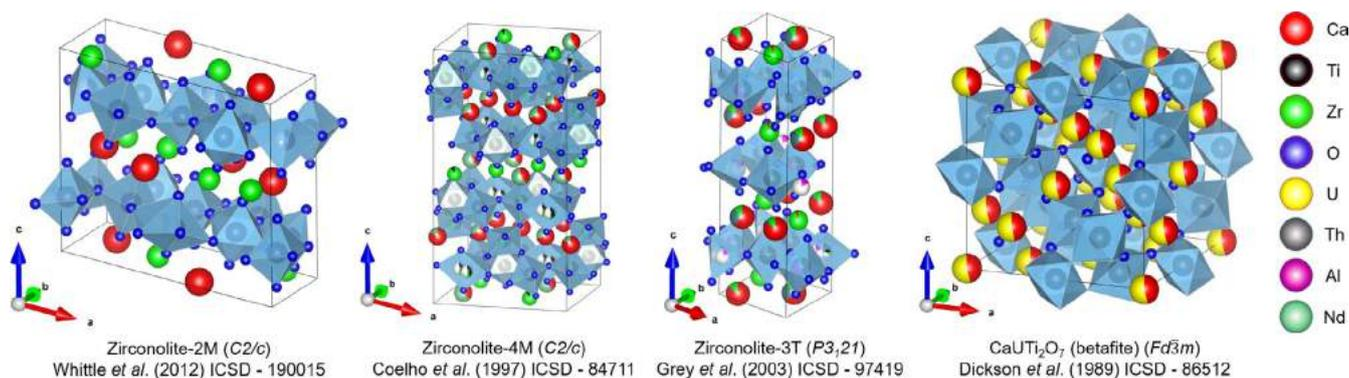 c
b
a
Zirconolite-2M (C2/c)
Whittle et al. (2012) ICSD - 190015
c
b
a
Zirconolite-4M (C2/c)
Coelho et al. (1997) ICSD - 84711
c
b
a
Zirconolite-3T (P3₁21)
Grey et al. (2003) ICSD - 97419
c
b
a
CaUTi₂O₇ (betafite) (Fd3̅m)
Dickson et al. (1989) ICSD - 86512
Ca
Ti
Zr
O
U
Th
Al
Nd